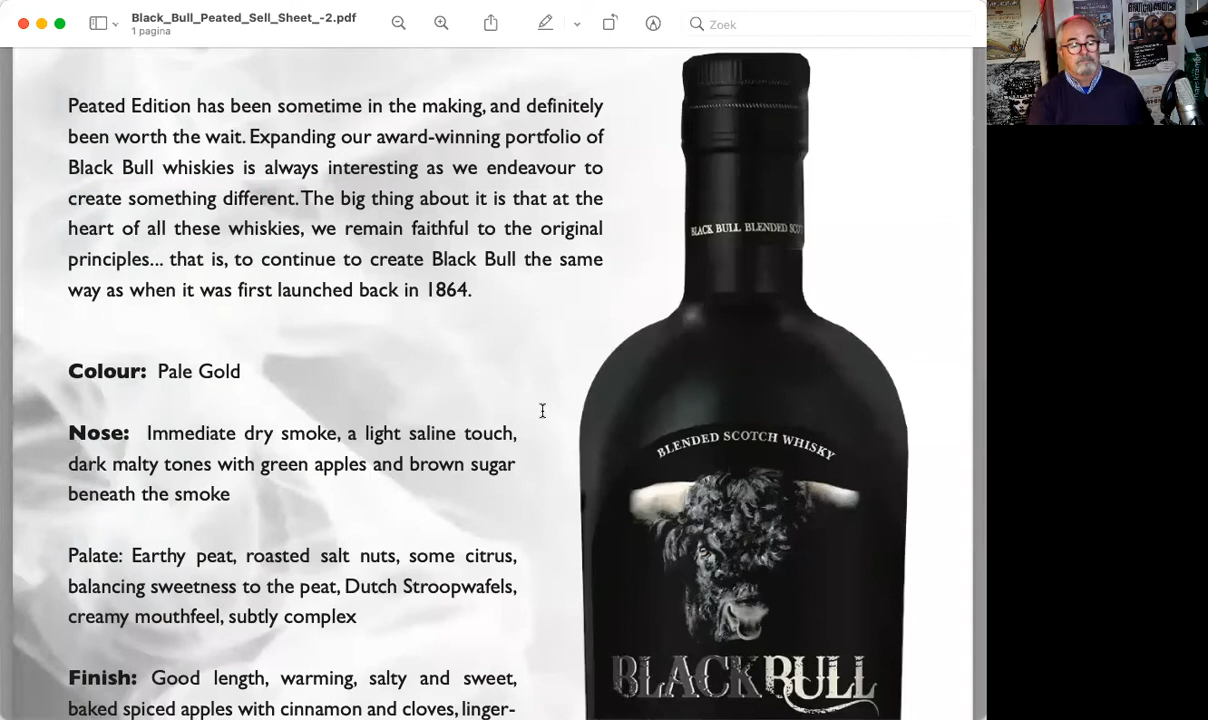 Black_Bull_Peated_Sell_Sheet_-2.pdf
1 pagina
Zoek
Peated Edition has been sometime in the making, and definitely
been worth the wait. Expanding our award-winning portfolio of
Black Bull whiskies is always interesting as we endeavour to
create something different. The big thing about it is that at the
heart of all these whiskies, we remain faithful to the original
principles... that is, to continue to create Black Bull the same
way as when it was first launched back in 1864.
Colour: Pale Gold
Nose: Immediate dry smoke, a light saline touch,
dark malty tones with green apples and brown sugar
beneath the smoke
Palate: Earthy peat, roasted salt nuts, some citrus,
balancing sweetness to the peat, Dutch Stroopwafels,
creamy mouthfeel, subtly complex
Finish: Good length, warming, salty and sweet,
baked spiced apples with cinnamon and cloves, linger-
BLACK BULL BLENDED
BLENDED SCOTCH WHISKY
BLACK BULL